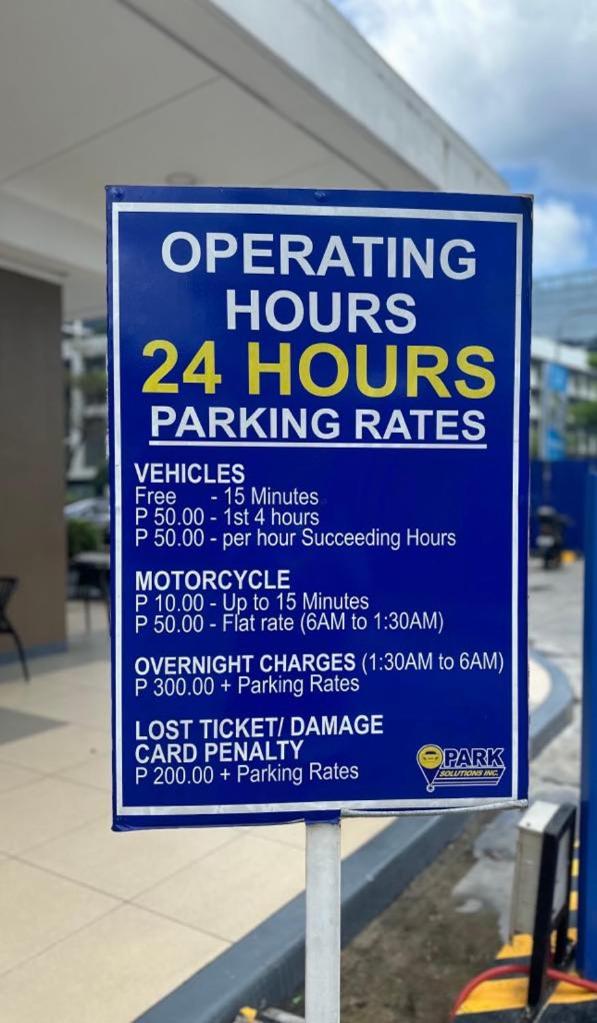 OPERATING
HOURS
24 HOURS
PARKING RATES
VEHICLES
Free - 15 Minutes
P 50.00 - 1st 4 hours
P 50.00 - per hour Succeeding Hours
MOTORCYCLE
P 10.00 - Up to 15 Minutes
P 50.00 - Flat rate (6AM to 1:30AM)
OVERNIGHT CHARGES (1:30AM to 6AM)
P 300.00 + Parking Rates
LOST TICKET/ DAMAGE
CARD PENALTY
P 200.00 + Parking Rates
PARK
SOLUTIONS INC.